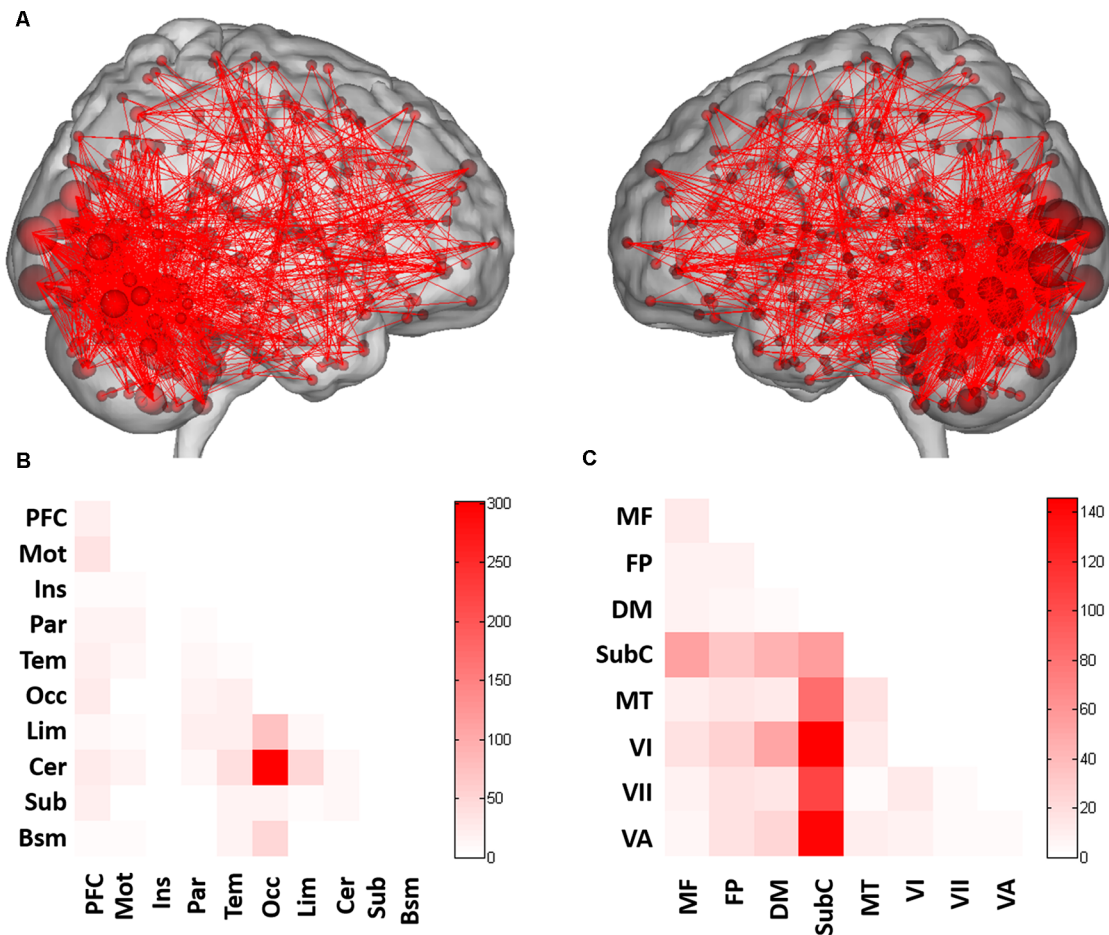 A
B
C
PFC
Mot
Ins
Par
Tem
Occ
Lim
Cer
Sub
Bsm
PFC
Mot
Ins
Par
Tem
Occ
Lim
Cer
Sub
Bsm
300
250
200
150
100
50
0
MF
FP
DM
SubC
MT
VI
VII
VA
MF
FP
DM
SubC
MT
VI
VII
VA
140
120
100
80
60
40
20
0